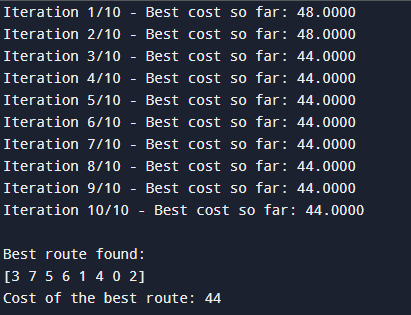 Iteration 1/10 - Best cost so far: 48.0000
Iteration 2/10 - Best cost so far: 48.0000
Iteration 3/10 - Best cost so far: 44.0000
Iteration 4/10 - Best cost so far: 44.0000
Iteration 5/10 - Best cost so far: 44.0000
Iteration 6/10 - Best cost so far: 44.0000
Iteration 7/10 - Best cost so far: 44.0000
Iteration 8/10 - Best cost so far: 44.0000
Iteration 9/10 - Best cost so far: 44.0000
Iteration 10/10 - Best cost so far: 44.0000
Best route found:
[3 7 5 6 1 4 0 2]
Cost of the best route: 44